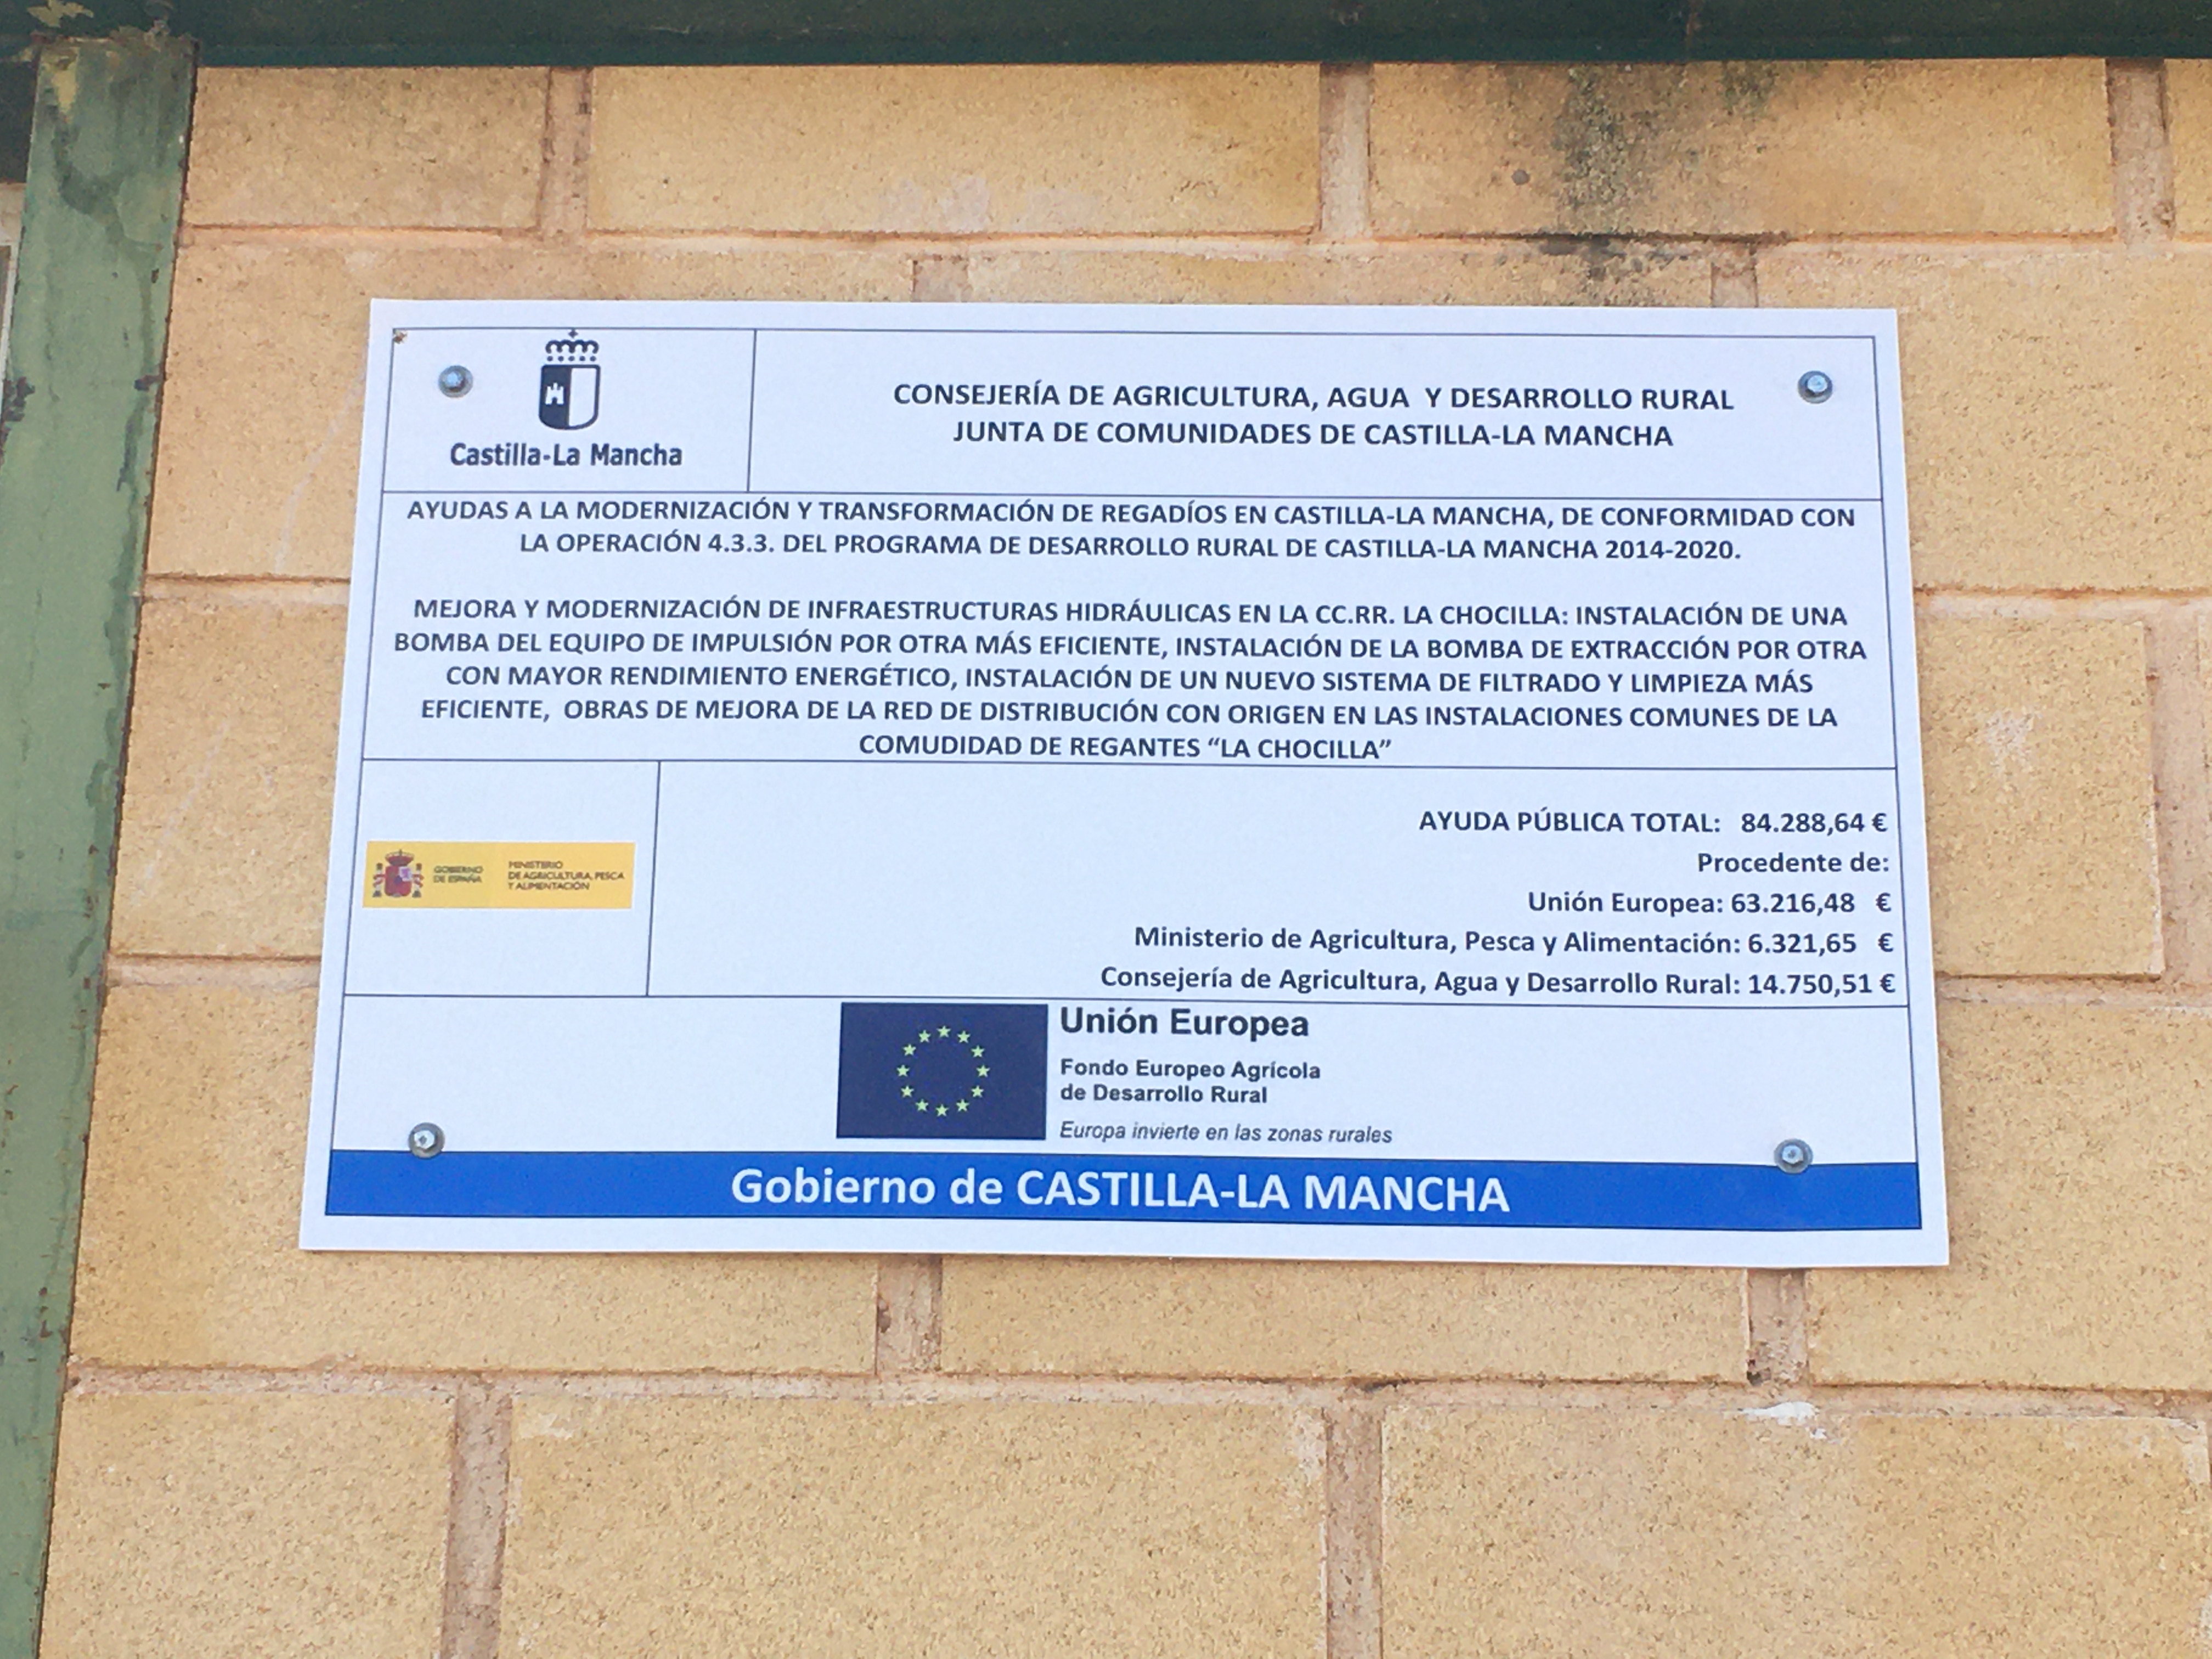 Castilla-La Mancha
CONSEJERÍA DE AGRICULTURA, AGUA Y DESARROLLO RURAL
JUNTA DE COMUNIDADES DE CASTILLA-LA MANCHA
AYUDAS A LA MODERNIZACIÓN Y TRANSFORMACIÓN DE REGADÍOS EN CASTILLA-LA MANCHA, DE CONFORMIDAD CON
LA OPERACIÓN 4.3.3. DEL PROGRAMA DE DESARROLLO RURAL DE CASTILLA-LA MANCHA 2014-2020.
MEJORA Y MODERNIZACIÓN DE INFRAESTRUCTURAS HIDRÁULICAS EN LA CC.RR. LA CHOCILLA: INSTALACIÓN DE UNA
BOMBA DEL EQUIPO DE IMPULSIÓN POR OTRA MÁS EFICIENTE, INSTALACIÓN DE LA BOMBA DE EXTRACCIÓN POR OTRA
CON MAYOR RENDIMIENTO ENERGÉTICO, INSTALACIÓN DE UN NUEVO SISTEMA DE FILTRADO Y LIMPIEZA MÁS
EFICIENTE, OBRAS DE MEJORA DE LA RED DE DISTRIBUCIÓN CON ORIGEN EN LAS INSTALACIONES COMUNES DE LA
COMUDIDAD DE REGANTES “LA CHOCILLA”
GOBIERNO
DE ESPAÑA
MINISTERIO
DE AGRICULTURA, PESCA
Y ALIMENTACIÓN
AYUDA PÚBLICA TOTAL: 84.288,64 €
Procedente de:
Unión Europea: 63.216,48 €
Ministerio de Agricultura, Pesca y Alimentación: 6.321,65 €
Consejería de Agricultura, Agua y Desarrollo Rural: 14.750,51 €
Unión Europea
Fondo Europeo Agrícola
de Desarrollo Rural
Europa invierte en las zonas rurales
Gobierno de CASTILLA-LA MANCHA